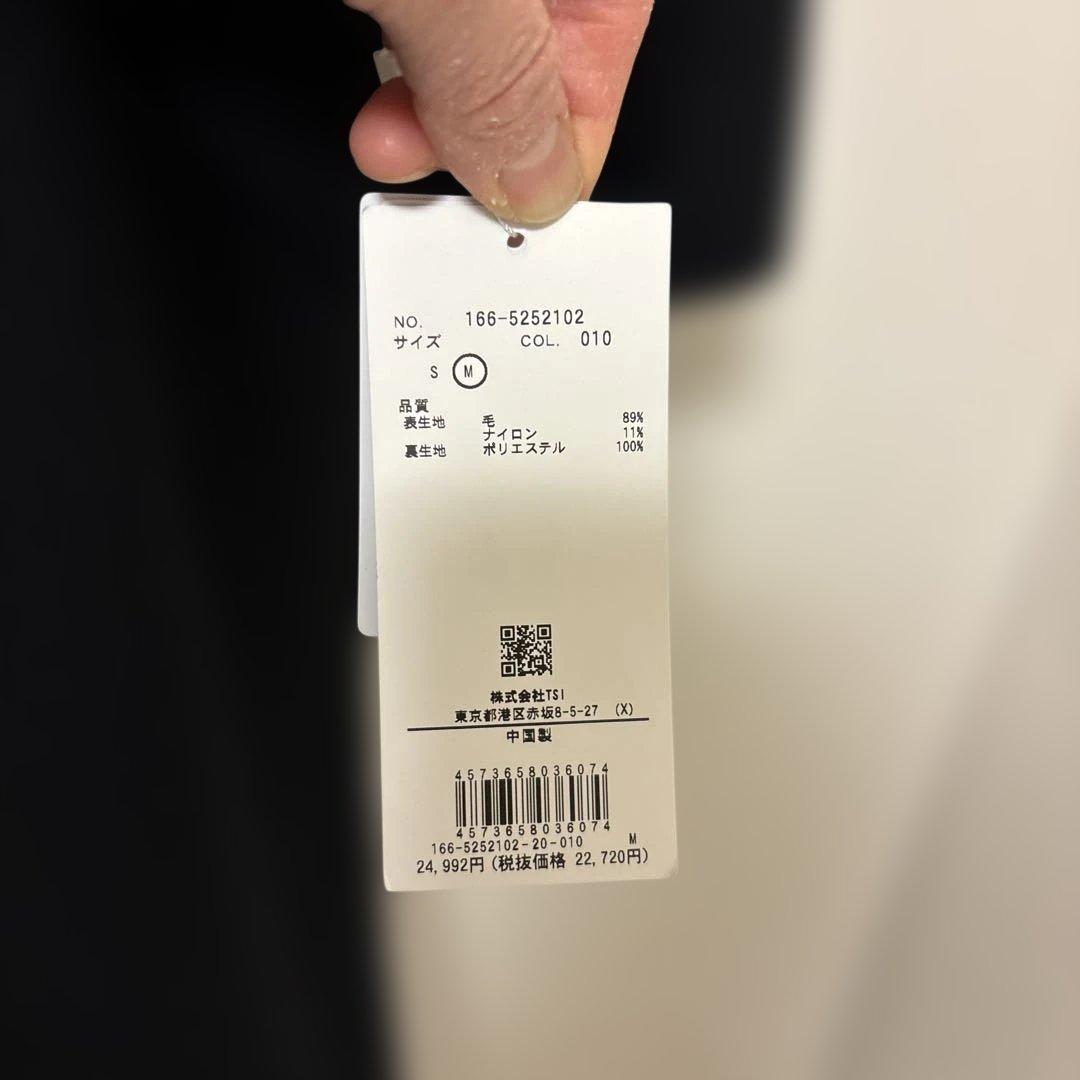 NO. 166-5252102
サイズ COL. 010
S M
品質
表生地 毛 89%
ナイロン 11%
裏生地 ポリエステル 100%
株式会社TSI
東京都港区赤坂8-5-27 (X)
中国製
4573658036074
4573658036074
166-5252102-20-010 M
24,992円(税抜価格 22,720円)